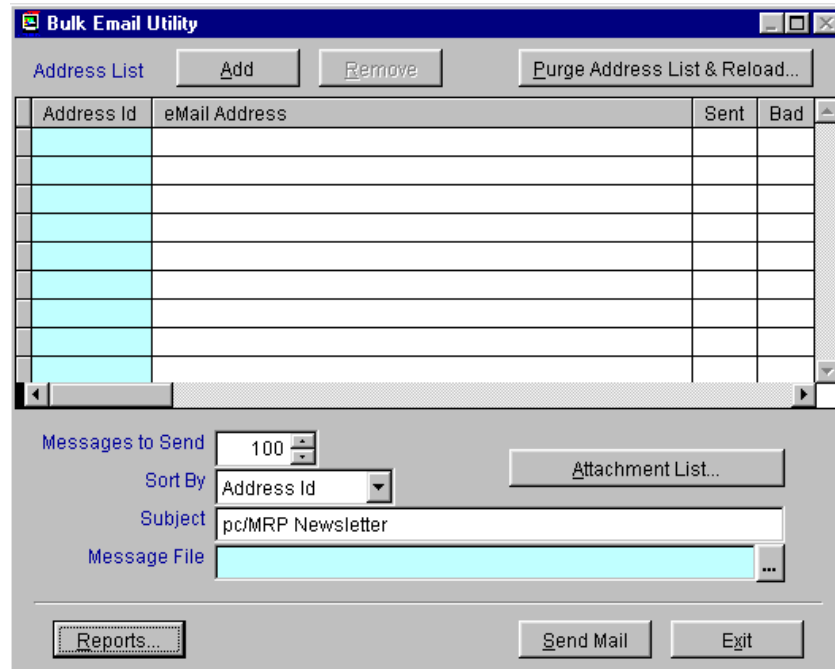 Bulk Email Utility
Address List Add Remove Purge Address List & Reload...
Address Id eMail Address Sent Bad
Messages to Send 100
Attachment List...
Sort By Address Id
Subject pc/MRP Newsletter
Message File ...
Reports... Send Mail Exit